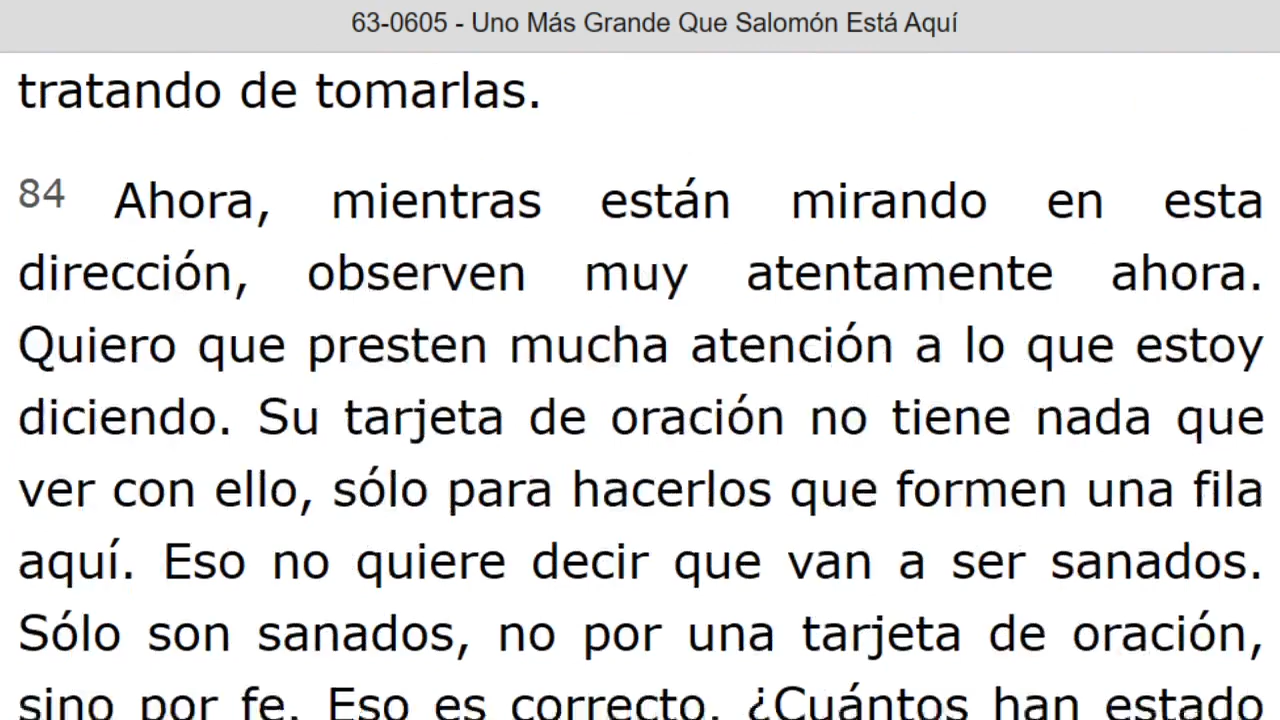 63-0605 - Uno Más Grande Que Salomón Está Aquí
tratando de tomarlas.
84 Ahora, mientras están mirando en esta
dirección, observen muy atentamente ahora.
Quiero que presten mucha atención a lo que estoy
diciendo. Su tarjeta de oración no tiene nada que
ver con ello, sólo para hacerlos que formen una fila
aquí. Eso no quiere decir que van a ser sanados.
Sólo son sanados, no por una tarjeta de oración,
sino por fe. Eso es correcto. ¿Cuántos han estado